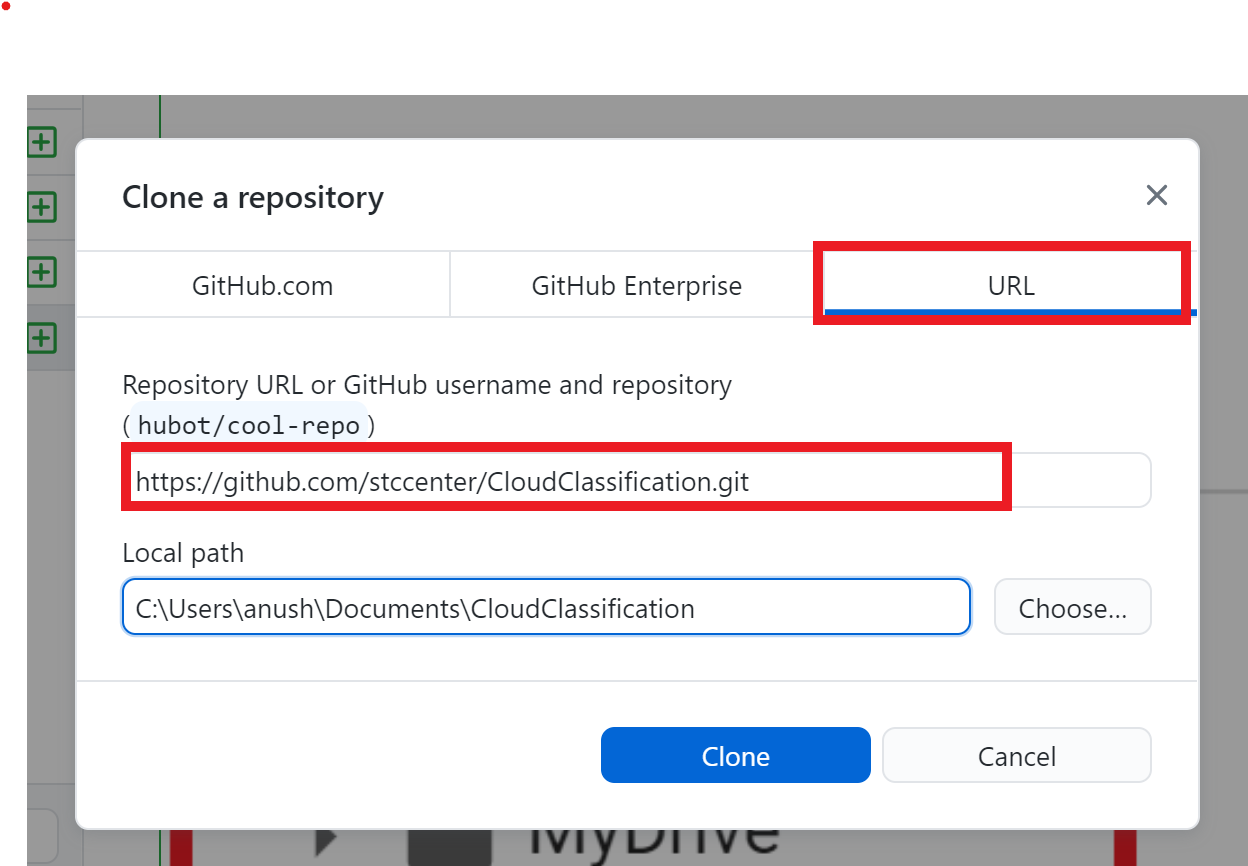 Clone a repository
GitHub.com
GitHub Enterprise
URL
Repository URL or GitHub username and repository
(hubot/cool-repo)
https://github.com/stccenter/CloudClassification.git
Local path
C:\Users\anush\Documents\CloudClassification
Choose...
Clone
Cancel
MyDrive